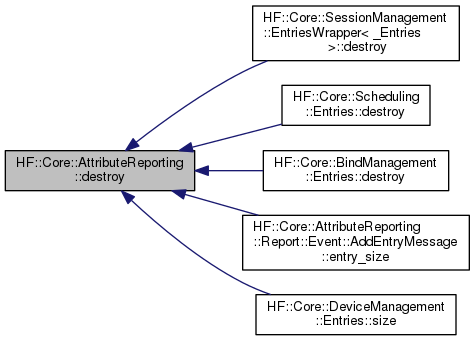 HF::Core::SessionManagement
::EntriesWrapper< _Entries
>::destroy
HF::Core::Scheduling
::Entries::destroy
HF::Core::AttributeReporting
::destroy
HF::Core::BindManagement
::Entries::destroy
HF::Core::AttributeReporting
::Report::Event::AddEntryMessage
::entry_size
HF::Core::DeviceManagement
::Entries::size